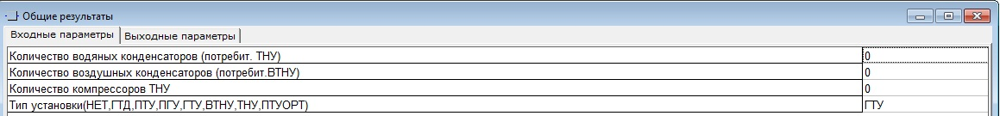 Общие результаты
Входные параметры Выходные параметры
Количество водяных конденсаторов (потребит. ТНУ) 0
Количество воздушных конденсаторов (потребит.ВТНУ) 0
Количество компрессоров ТНУ 0
Тип установки(НЕТ,ГТД,ПТУ,ПГУ,ГТУ,ВТНУ,ТНУ,ПТУОРТ) ГТУ